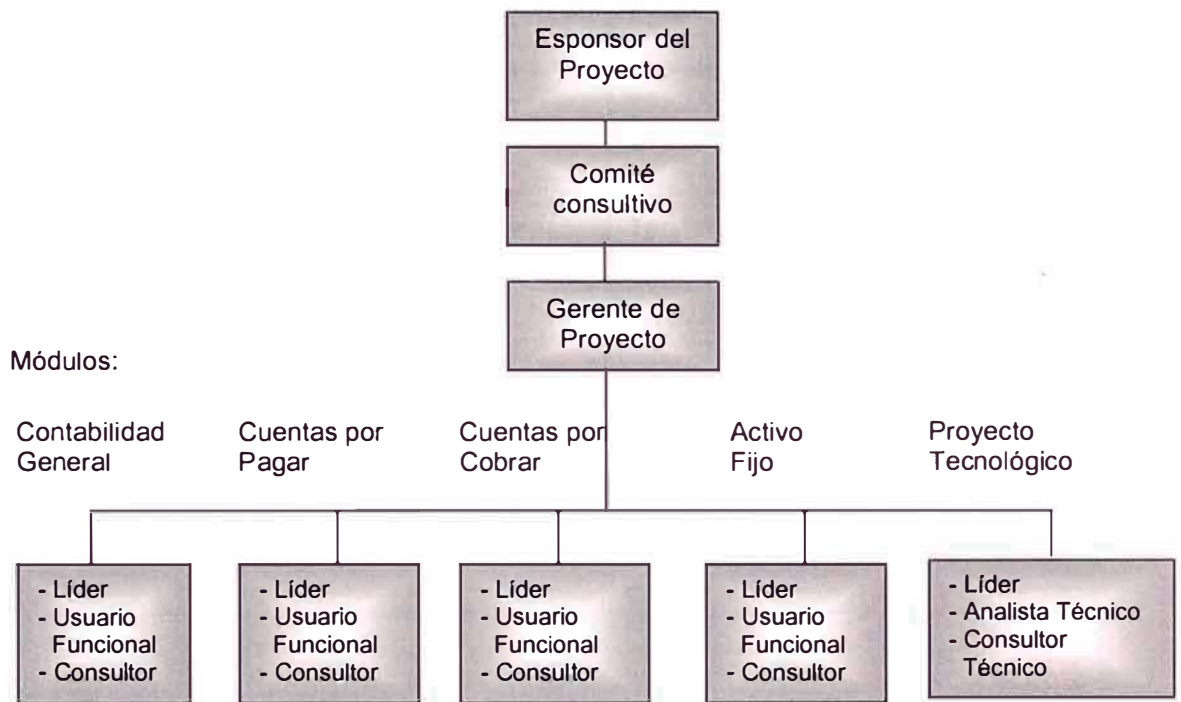 Esponsor del
Proyecto
Comité
consultivo
Gerente de
Proyecto
Módulos:
Contabilidad
General
Cuentas por
Pagar
Cuentas por
Cobrar
Activo
Fijo
Proyecto
Tecnológico
- Líder
- Usuario
Funcional
- Consultor
- Líder
- Usuario
Funcional
- Consultor
- Líder
- Usuario
Funcional
- Consultor
- Líder
- Usuario
Funcional
- Consultor
- Líder
- Analista Técnico
- Consultor
Técnico